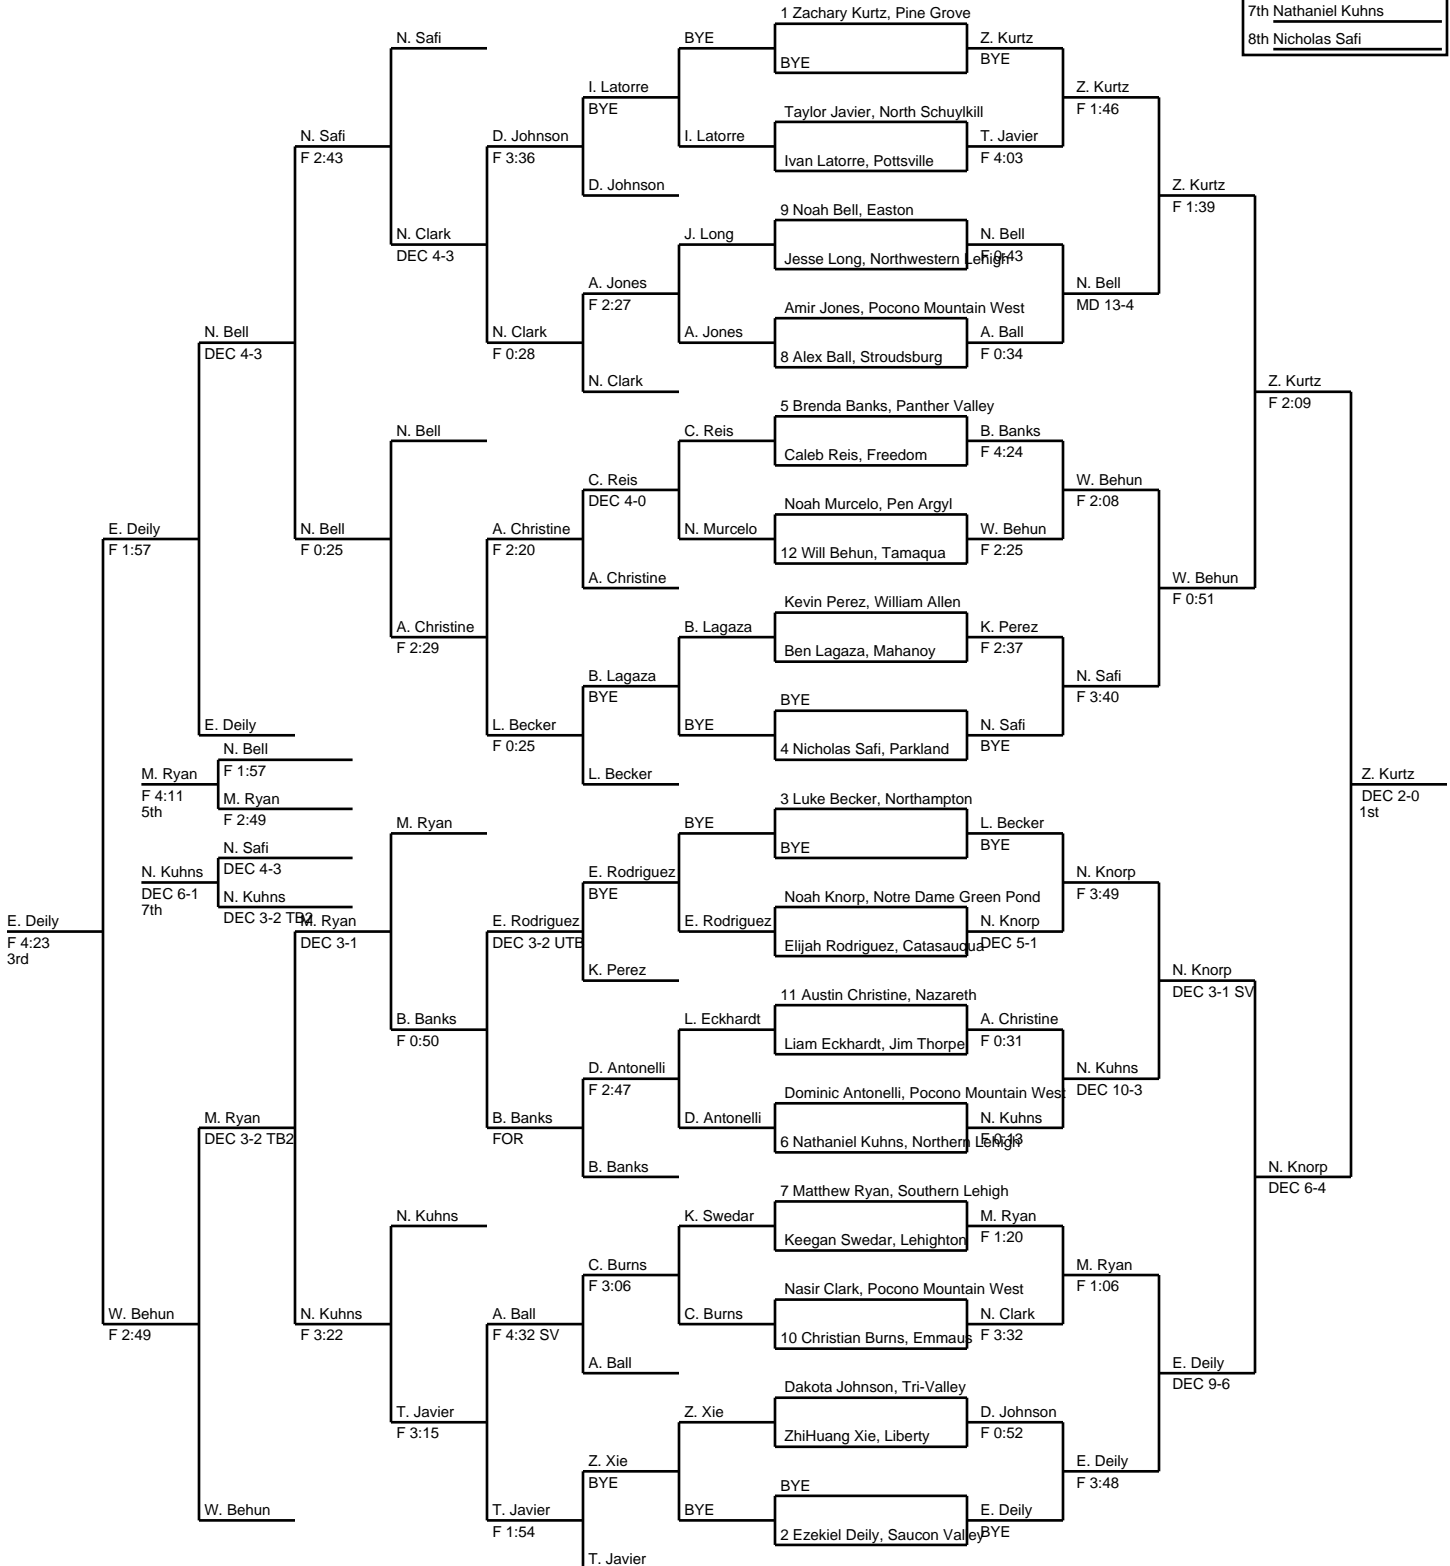 7th Nathaniel Kuhns
8th Nicholas Safi
1 Zachary Kurtz, Pine Grove
BYE
Taylor Javier, North Schuylkill
Ivan Latorre, Pottsville
9 Noah Bell, Easton
Jesse Long, Northwestern Lehigh
Amir Jones, Pocono Mountain West
8 Alex Ball, Stroudsburg
5 Brenda Banks, Panther Valley
Caleb Reis, Freedom
Noah Murcelo, Pen Argyl
12 Will Behun, Tamaqua
Kevin Perez, William Allen
Ben Lagaza, Mahanoy
BYE
4 Nicholas Safi, Parkland
3 Luke Becker, Northampton
BYE
Noah Knorp, Notre Dame Green Pond
Elijah Rodriguez, Catasauqua
11 Austin Christine, Nazareth
Liam Eckhardt, Jim Thorpe
Dominic Antonelli, Pocono Mountain West
6 Nathaniel Kuhns, Northern Lehigh
7 Matthew Ryan, Southern Lehigh
Keegan Swedar, Lehighton
Nasir Clark, Pocono Mountain West
10 Christian Burns, Emmaus
Dakota Johnson, Tri-Valley
ZhiHuang Xie, Liberty
BYE
2 Ezekiel Deily, Saucon Valley
Z. Kurtz
BYE
T. Javier
F 4:03
N. Bell
F 0:43
A. Ball
F 0:34
B. Banks
F 4:24
W. Behun
F 2:25
K. Perez
F 2:37
N. Safi
BYE
L. Becker
BYE
N. Knorp
DEC 5-1
A. Christine
F 0:31
N. Kuhns
F 0:13
M. Ryan
F 1:20
N. Clark
F 3:32
D. Johnson
F 0:52
E. Deily
BYE
Z. Kurtz
F 1:46
N. Bell
MD 13-4
W. Behun
F 2:08
N. Safi
F 3:40
N. Knorp
F 3:49
N. Kuhns
DEC 10-3
M. Ryan
F 1:06
E. Deily
F 3:48
Z. Kurtz
F 1:39
W. Behun
F 0:51
N. Knorp
DEC 3-1 SV
E. Deily
DEC 9-6
Z. Kurtz
F 2:09
N. Knorp
DEC 6-4
Z. Kurtz
DEC 2-0
1st
BYE
I. Latorre
J. Long
A. Jones
C. Reis
N. Murcelo
B. Lagaza
BYE
BYE
E. Rodriguez
L. Eckhardt
D. Antonelli
K. Swedar
C. Burns
Z. Xie
BYE
I. Latorre
BYE
D. Johnson
A. Jones
F 2:27
N. Clark
C. Reis
DEC 4-0
A. Christine
B. Lagaza
BYE
L. Becker
E. Rodriguez
BYE
K. Perez
D. Antonelli
F 2:47
B. Banks
C. Burns
F 3:06
A. Ball
Z. Xie
BYE
T. Javier
D. Johnson
F 3:36
N. Clark
F 0:28
A. Christine
F 2:20
L. Becker
F 0:25
E. Rodriguez
DEC 3-2 UTB
B. Banks
FOR
A. Ball
F 4:32 SV
T. Javier
F 1:54
N. Safi
N. Clark
DEC 4-3
N. Bell
A. Christine
F 2:29
M. Ryan
B. Banks
F 0:50
N. Kuhns
T. Javier
F 3:15
N. Safi
F 2:43
N. Bell
F 0:25
M. Ryan
DEC 3-1
N. Kuhns
F 3:22
N. Bell
DEC 4-3
E. Deily
M. Ryan
DEC 3-2 TB2
W. Behun
E. Deily
F 1:57
W. Behun
F 2:49
E. Deily
F 4:23
3rd
N. Bell
F 1:57
M. Ryan
F 2:49
M. Ryan
F 4:11
5th
N. Safi
DEC 4-3
N. Kuhns
DEC 3-2 TB2
N. Kuhns
DEC 6-1
7th